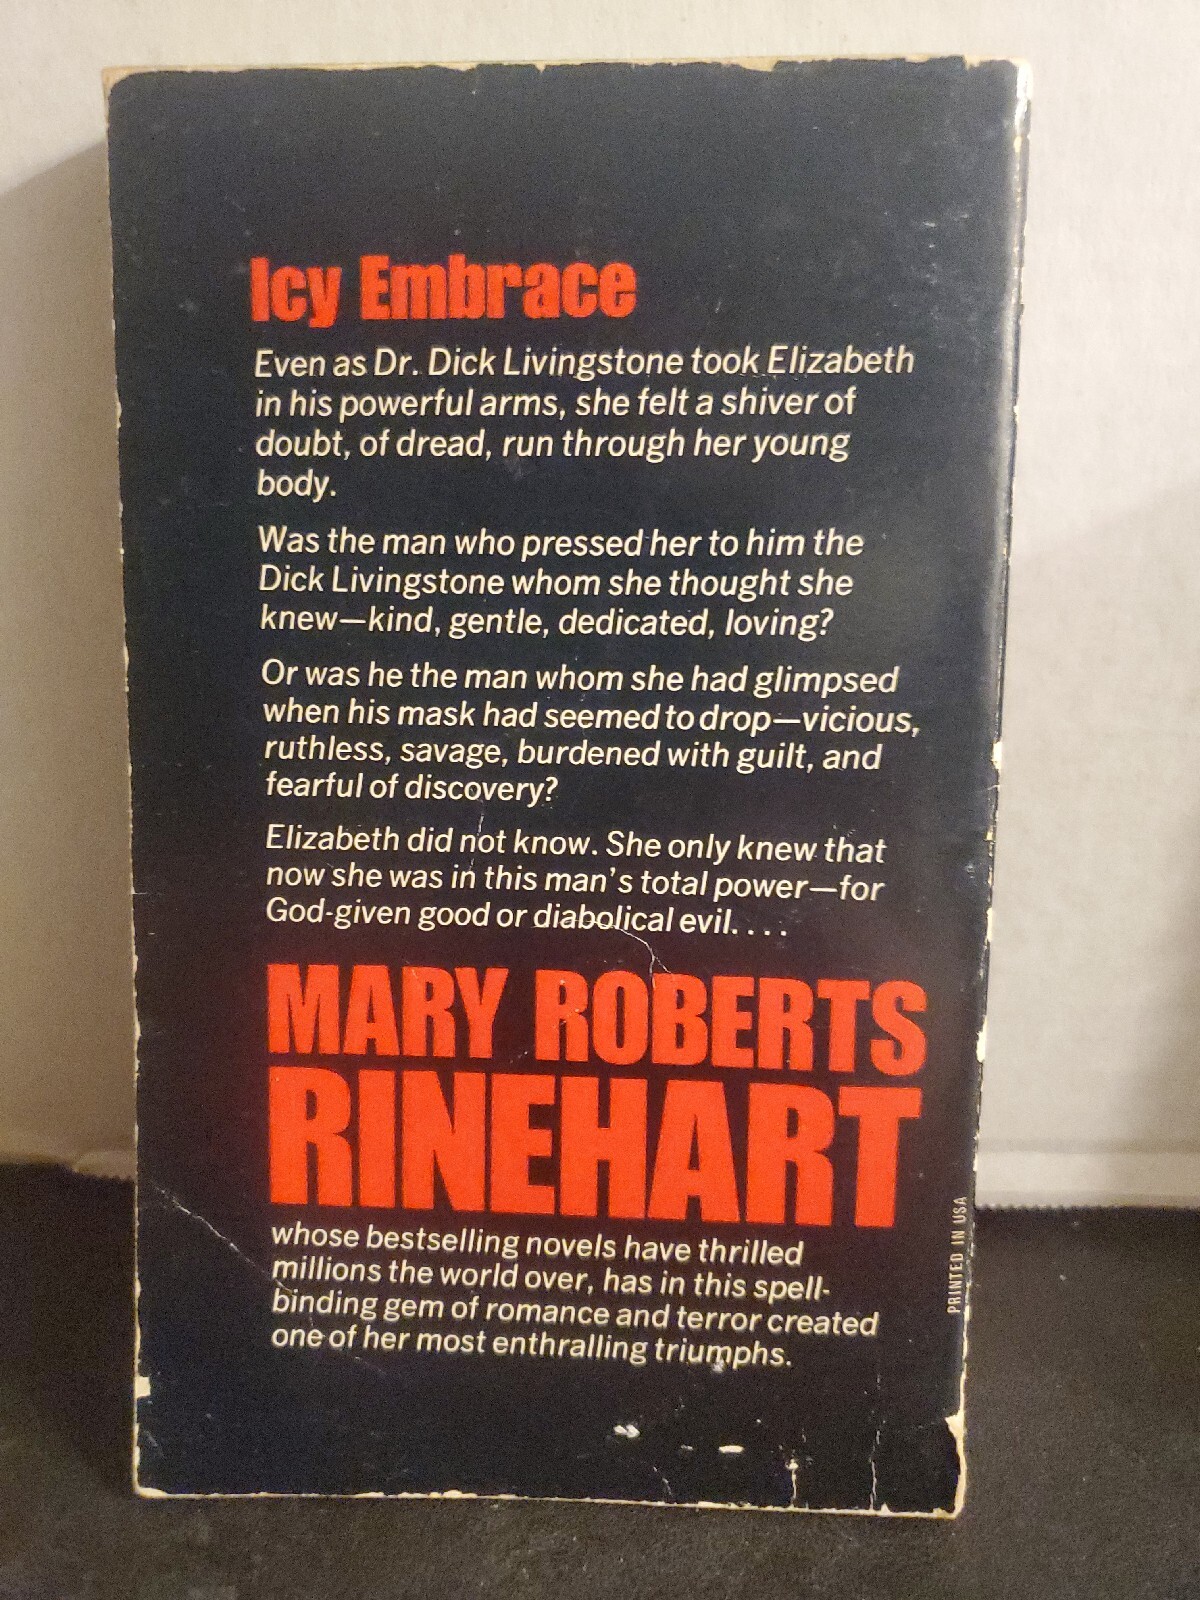 Icy Embrace
Even as Dr. Dick Livingstone took Elizabeth
in his powerful arms, she felt a shiver of
doubt, of dread, run through her young
body.
Was the man who pressed her to him the
Dick Livingstone whom she thought she
knew—kind, gentle, dedicated, loving?
Or was he the man whom she had glimpsed
when his mask had seemed to drop—vicious,
ruthless, savage, burdened with guilt, and
fearful of discovery?
Elizabeth did not know. She only knew that
now she was in this man's total power—for
God-given good or diabolical evil. . . .
MARY ROBERTS
RINEHART
whose bestselling novels have thrilled
millions the world over, has in this spell-
binding gem of romance and terror created
one of her most enthralling triumphs.
PRINTED IN USA